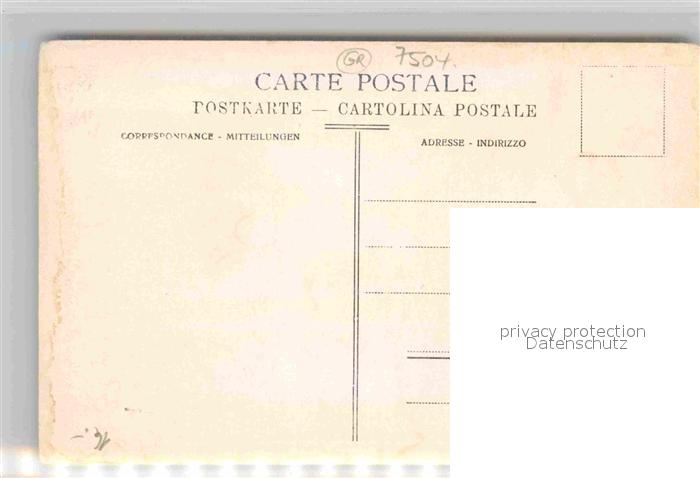 GR 7504.
CARTE POSTALE
POSTKARTE — CARTOLINA POSTALE
CORRESPONDANCE - MITTEILUNGEN
ADRESSE - INDIRIZZO
privacy protection
Datenschutz